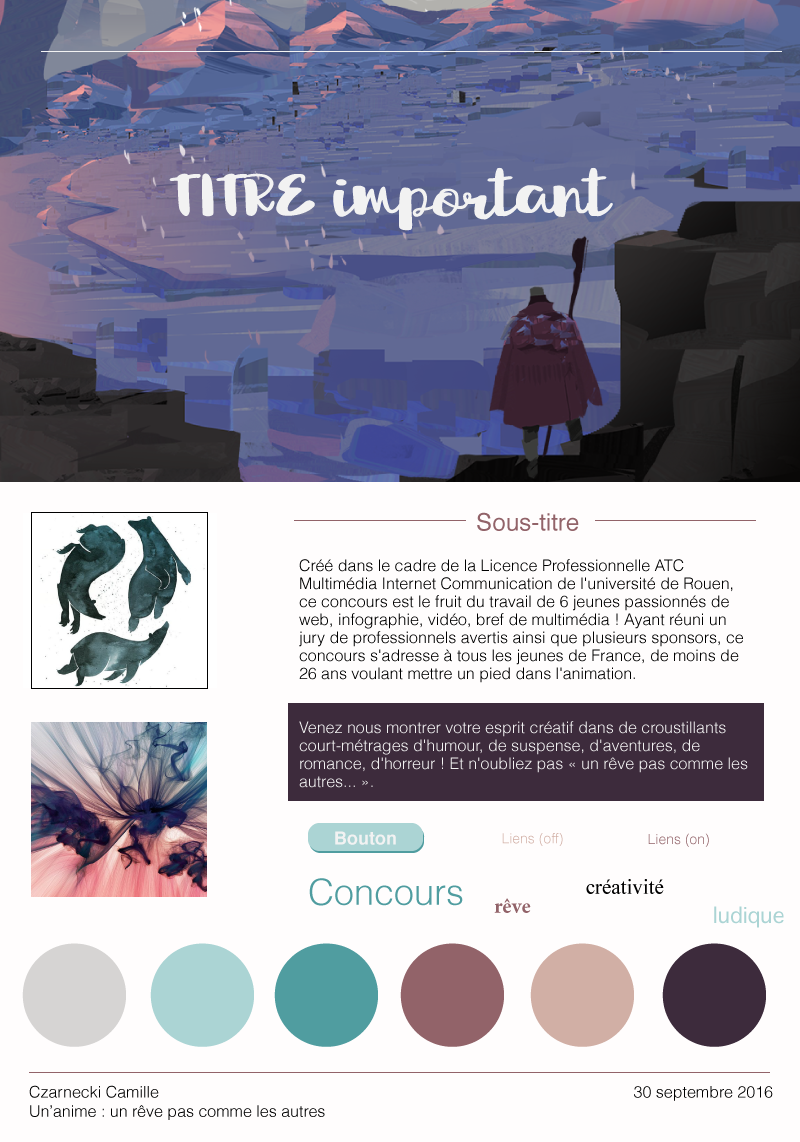 TITRE important
Sous-titre
Créé dans le cadre de la Licence Professionnelle ATC
Multimédia Internet Communication de l'université de Rouen,
ce concours est le fruit du travail de 6 jeunes passionnés de
web, infographie, vidéo, bref de multimédia ! Ayant réuni un
jury de professionnels avertis ainsi que plusieurs sponsors, ce
concours s'adresse à tous les jeunes de France, de moins de
26 ans voulant mettre un pied dans l'animation.
Venez nous montrer votre esprit créatif dans de croustillants
court-métrages d'humour, de suspense, d'aventures, de
romance, d'horreur ! Et n'oubliez pas « un rêve pas comme les
autres... ».
Bouton
Liens (off)
Liens (on)
Concours
rêve
créativité
ludique
Czarnecki Camille
30 septembre 2016
Un’anime : un rêve pas comme les autres